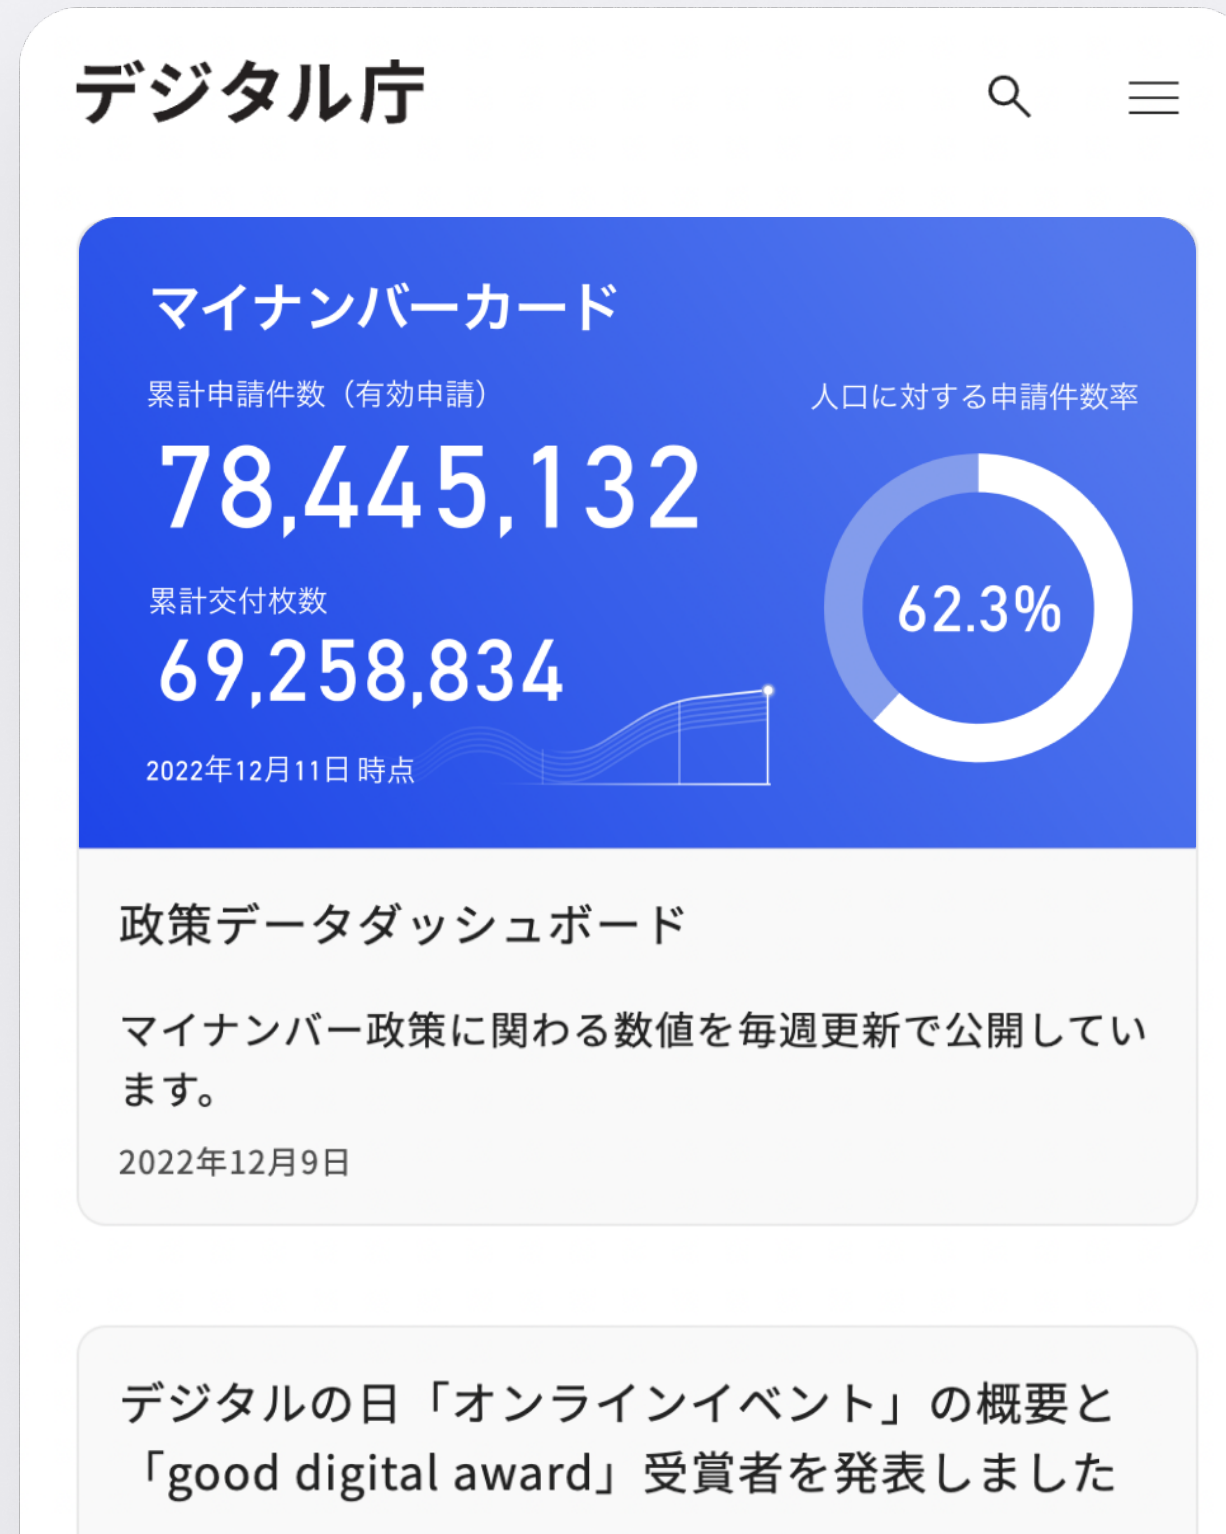 デジタル庁
マイナンバーカード
累計申請件数（有効申請）
78,445,132
累計交付枚数
69,258,834
2022年12月11日 時点
人口に対する申請件数率
62.3%
政策データダッシュボード
マイナンバー政策に関わる数値を毎週更新で公開してい
ます。
2022年12月9日
デジタルの日「オンラインイベント」の概要と
「good digital award」受賞者を発表しました